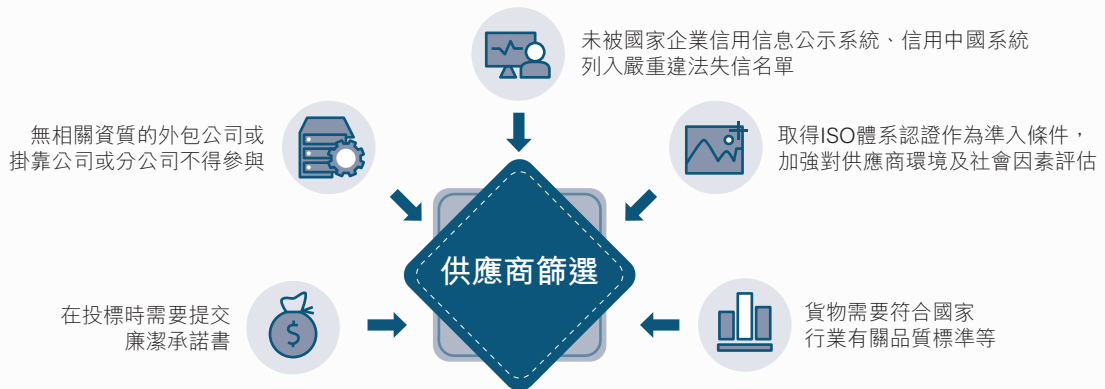 未被國家企業信用信息公示系統、信用中國系統
列入嚴重違法失信名單
無相關資質的外包公司或
掛靠公司或分公司不得參與
取得ISO體系認證作為準入條件，
加強對供應商環境及社會因素評估
供應商篩選
在投標時需要提交
廉潔承諾書
$
貨物需要符合國家
行業有關品質標準等